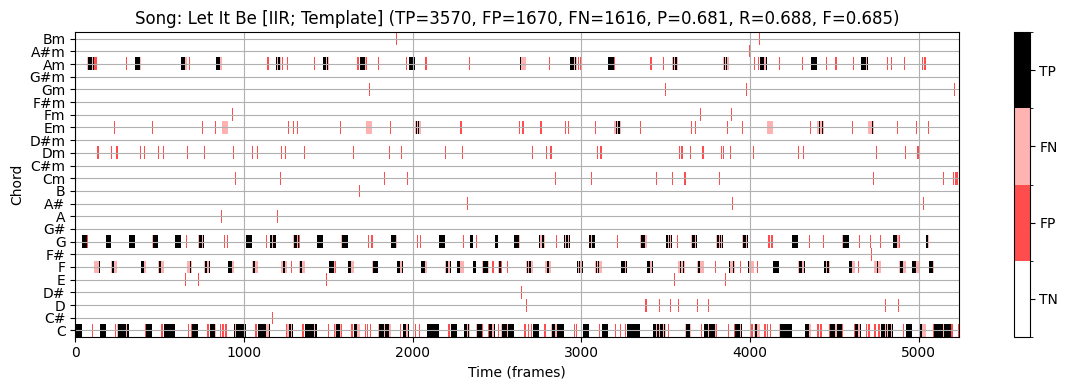 Song: Let It Be [IIR; Template] (TP=3570, FP=1670, FN=1616, P=0.681, R=0.688, F=0.685)
Bm
A#m
Am
G#m
Gm
F#m
Fm
Em
D#m
Dm
C#m
Cm
B
A#
A
G#
G
F#
F
E
D#
D
C#
C
Chord
0 1000 2000 3000 4000 5000
Time (frames)
TP
FN
FP
TN